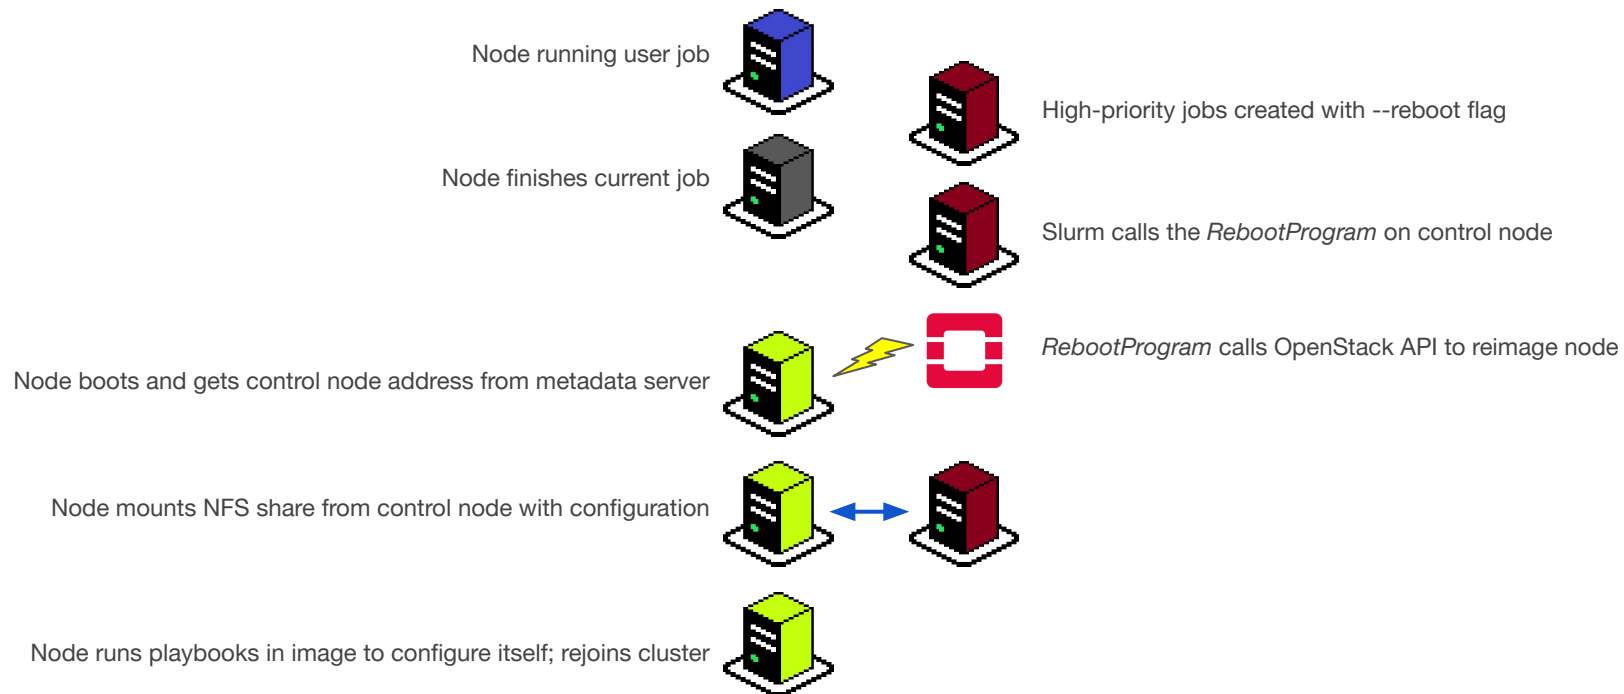 Node running user job
High-priority jobs created with --reboot flag
Node finishes current job
Slurm calls the RebootProgram on control node
RebootProgram calls OpenStack API to reimage node
Node boots and gets control node address from metadata server
Node mounts NFS share from control node with configuration
Node runs playbooks in image to configure itself; rejoins cluster